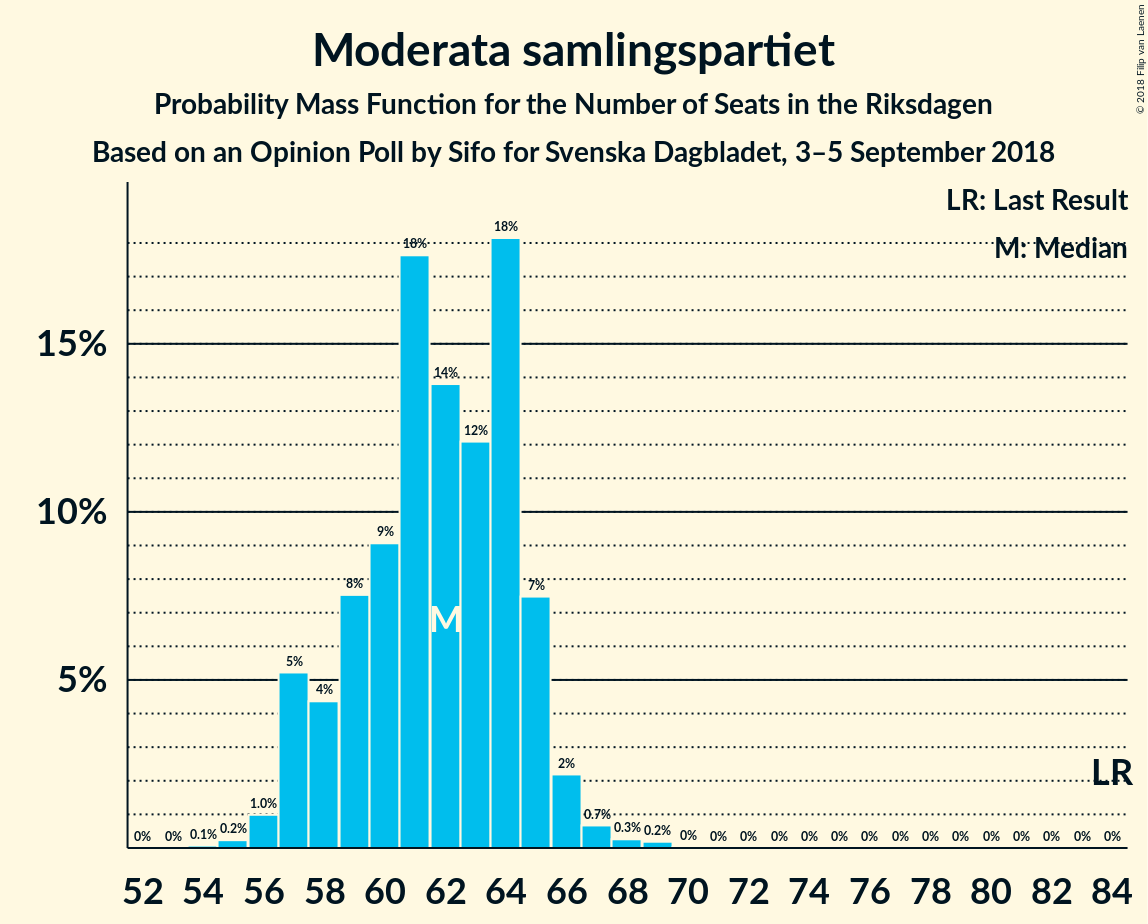 Moderata samlingspartiet
Probability Mass Function for the Number of Seats in the Riksdagen
Based on an Opinion Poll by Sifo for Svenska Dagbladet, 3–5 September 2018
© 2018 Filip van Laenen
LR: Last Result
M: Median
15%
10%
5%
0% 0% 0.1% 0.2% 1.0% 5% 4% 8% 9% 18% 14% 12% 18% 7% 2% 0.7% 0.3% 0.2% 0% 0% 0% 0% 0% 0% 0% 0% 0% 0% 0% 0% 0% 0% 0%
M
LR
52 54 56 58 60 62 64 66 68 70 72 74 76 78 80 82 84